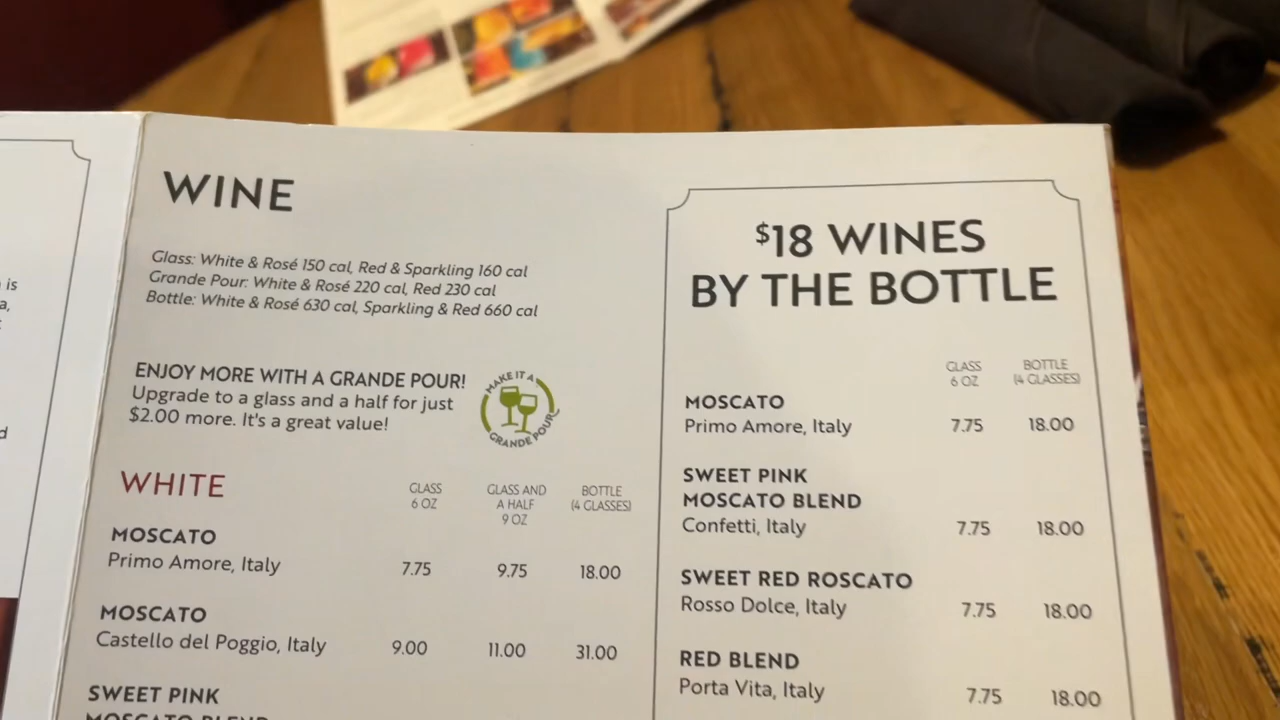 WINE
Glass: White & Rosé 150 cal, Red & Sparkling 160 cal
Grande Pour: White & Rosé 220 cal, Red 230 cal
Bottle: White & Rosé 630 cal, Sparkling & Red 660 cal
ENJOY MORE WITH A GRANDE POUR!
Upgrade to a glass and a half for just
$2.00 more. It's a great value!
MAKE IT A
GRANDE POUR
WHITE
GLASS
6 OZ
GLASS AND
A HALF
9 OZ
BOTTLE
(4 GLASSES)
MOSCATO
Primo Amore, Italy 7.75 9.75 18.00
MOSCATO
Castello del Poggio, Italy 9.00 11.00 31.00
SWEET PINK
MOSCATO BLEND
$18 WINES
BY THE BOTTLE
GLASS
6 OZ
BOTTLE
(4 GLASSES)
MOSCATO
Primo Amore, Italy 7.75 18.00
SWEET PINK
MOSCATO BLEND
Confetti, Italy 7.75 18.00
SWEET RED ROSCATO
Rosso Dolce, Italy 7.75 18.00
RED BLEND
Porta Vita, Italy 7.75 18.00
is
a,
d